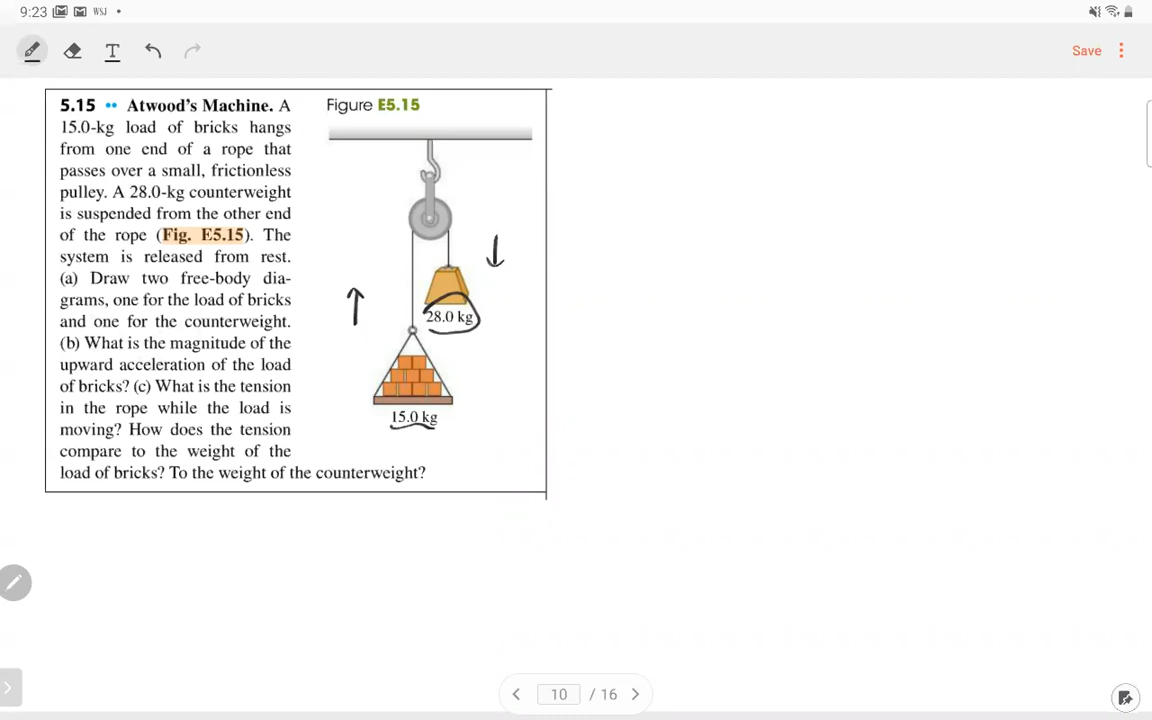 9:23 M M WSJ •
Save
5.15 •• Atwood's Machine. A
15.0-kg load of bricks hangs
from one end of a rope that
passes over a small, frictionless
pulley. A 28.0-kg counterweight
is suspended from the other end
of the rope (Fig. E5.15). The
system is released from rest.
(a) Draw two free-body dia-
grams, one for the load of bricks
and one for the counterweight.
(b) What is the magnitude of the
upward acceleration of the load
of bricks? (c) What is the tension
in the rope while the load is
moving? How does the tension
compare to the weight of the
load of bricks? To the weight of the counterweight?
Figure E5.15
28.0 kg
15.0 kg
10 / 16